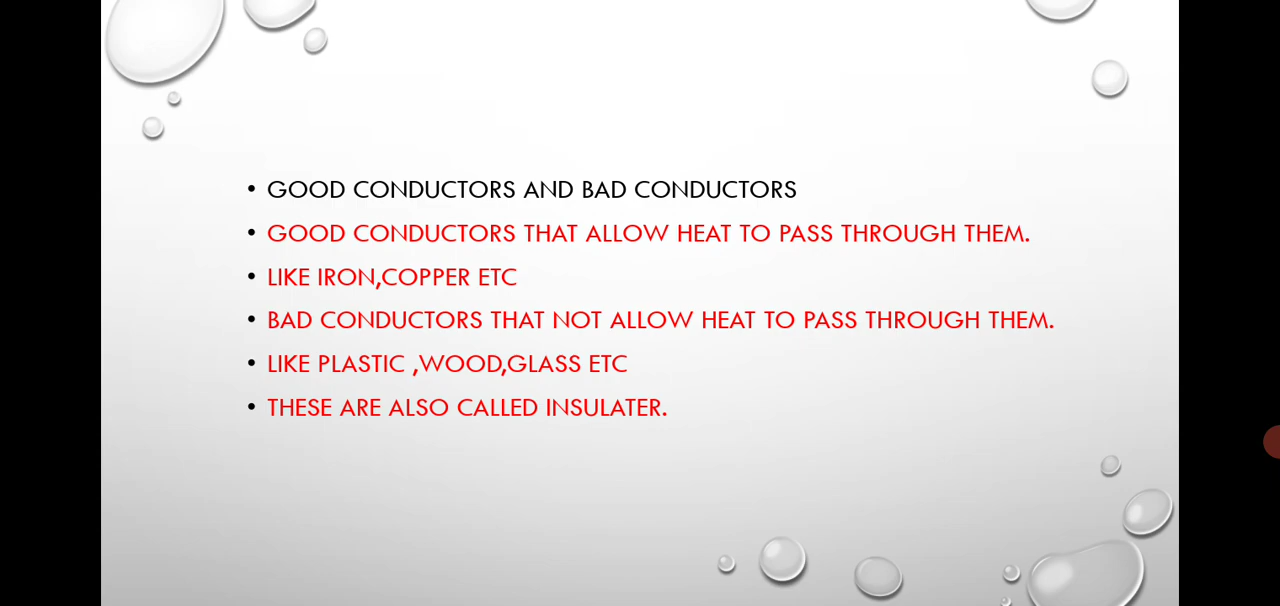 • GOOD CONDUCTORS AND BAD CONDUCTORS
• GOOD CONDUCTORS THAT ALLOW HEAT TO PASS THROUGH THEM.
• LIKE IRON,COPPER ETC
• BAD CONDUCTORS THAT NOT ALLOW HEAT TO PASS THROUGH THEM.
• LIKE PLASTIC ,WOOD,GLASS ETC
• THESE ARE ALSO CALLED INSULATER.